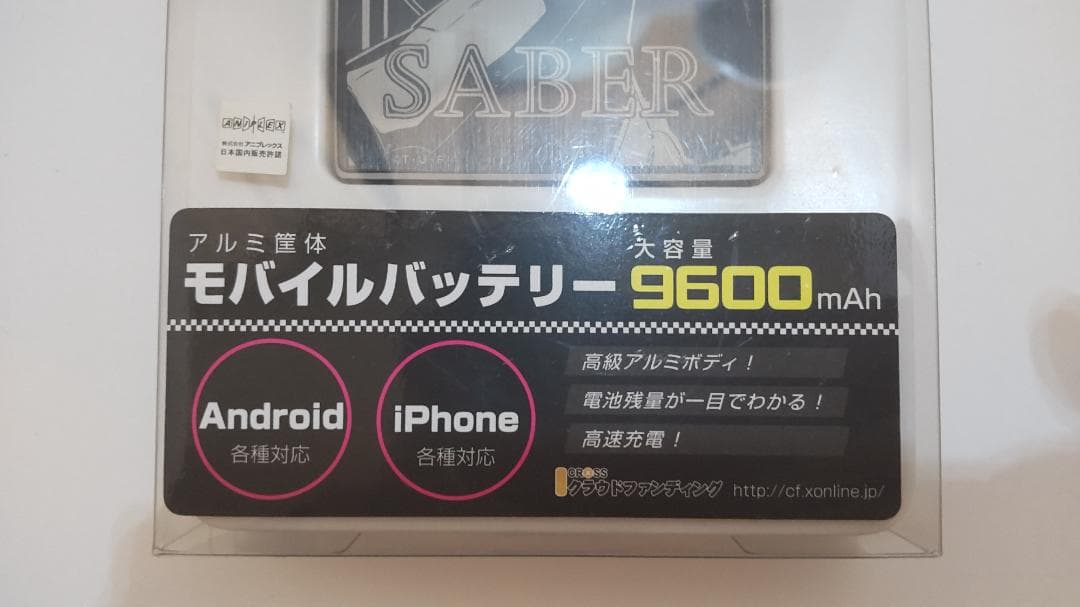 SABER
ANIPLEX
株式会社アニプレックス
日本国内販売許諾
アルミ筐体
モバイルバッテリー
大容量
9600mAh
Android
各種対応
iPhone
各種対応
高級アルミボディ！
電池残量が一目でわかる！
高速充電！
CROSS
クラウドファンディング
http://cf.xonline.jp/